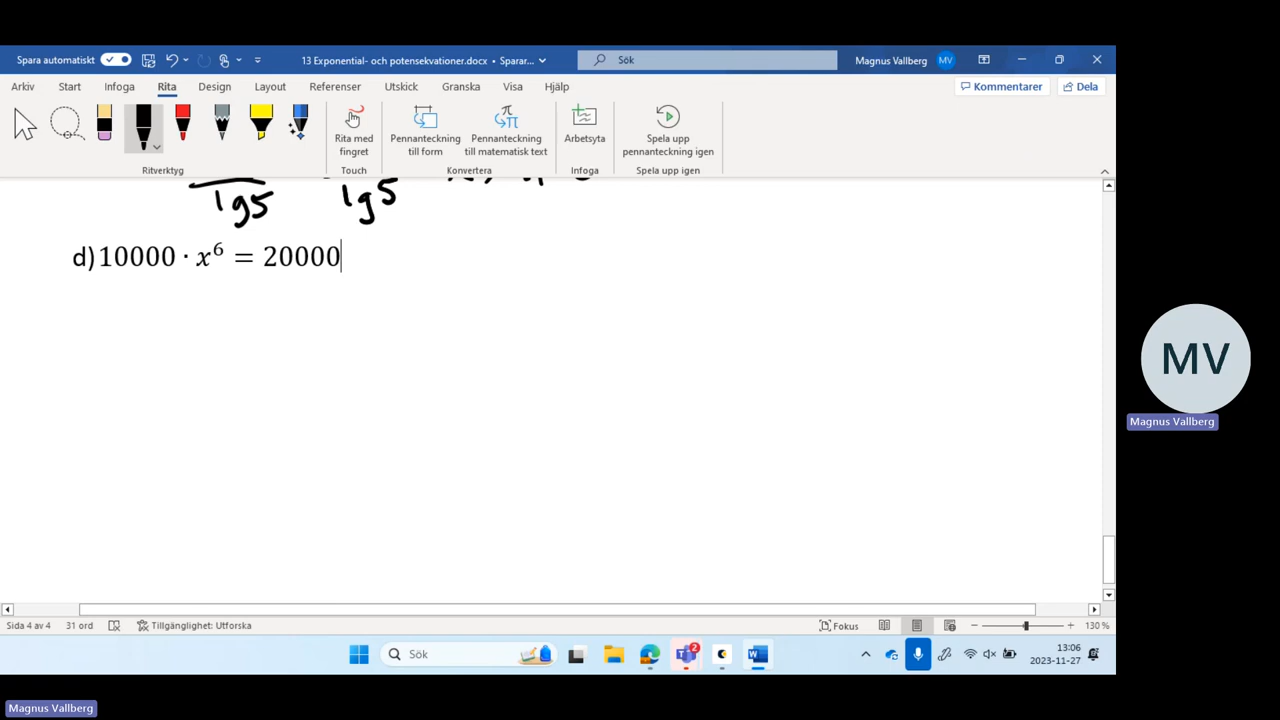 Spara automatiskt
13 Exponential- och potensekvationer.docx • Sparar...
Sök
Magnus Vallberg
MV
Arkiv
Start
Infoga
Rita
Design
Layout
Referenser
Utskick
Granska
Visa
Hjälp
Kommentarer
Dela
Rita med fingret
Pennanteckning till form
Pennanteckning till matematisk text
Arbetsyta
Spela upp pennanteckning igen
Ritverktyg
Touch
Konvertera
Infoga
Spela upp igen
lg5
lg5
d) 10000 · x⁶ = 20000
MV
Magnus Vallberg
Sida 4 av 4
31 ord
Tillgänglighet: Utforska
Fokus
130 %
Sök
2
13:06
2023-11-27
Magnus Vallberg